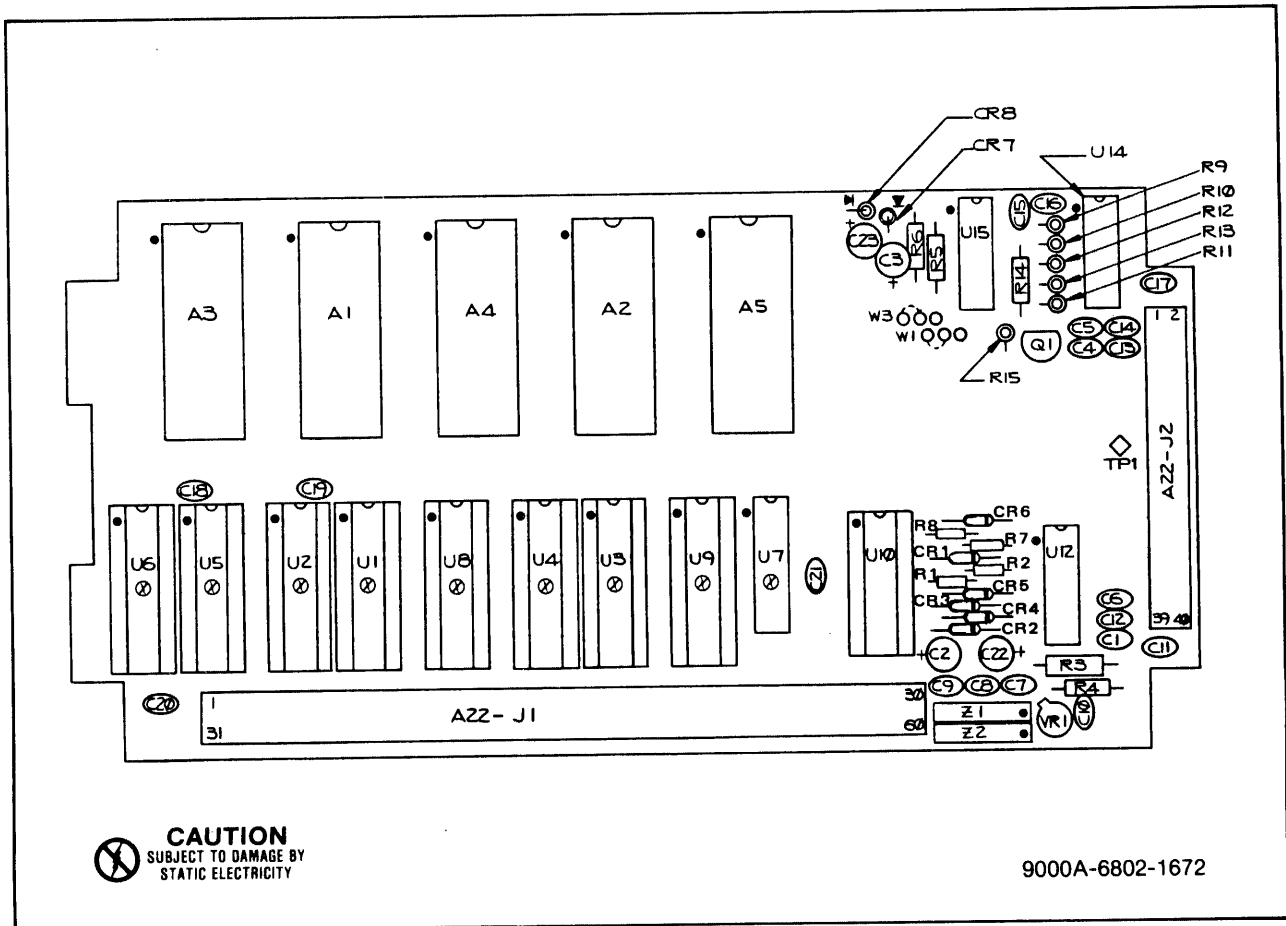 CR8
CR7
U14
R9
R10
R12
R13
R11
C23
C3
R6
R5
U15
C15
C16
R14
C17
A3
A1
A4
A2
A5
W3
W1
R15
Q1
C5
C14
C4
C13
1 2
A22-J2
39 40
TP1
C18
C19
U6
U5
U2
U1
U8
U4
U3
U9
U7
C21
U10
CR6
R8
R7
CR1
R2
R1
CR5
CR3
CR4
CR2
U12
C6
C12
C1
C11
C2
C22
R3
C9
C8
C7
R4
C20
1
31
A22-J1
30
60
Z1
Z2
VR1
C10
CAUTION
SUBJECT TO DAMAGE BY
STATIC ELECTRICITY
9000A-6802-1672